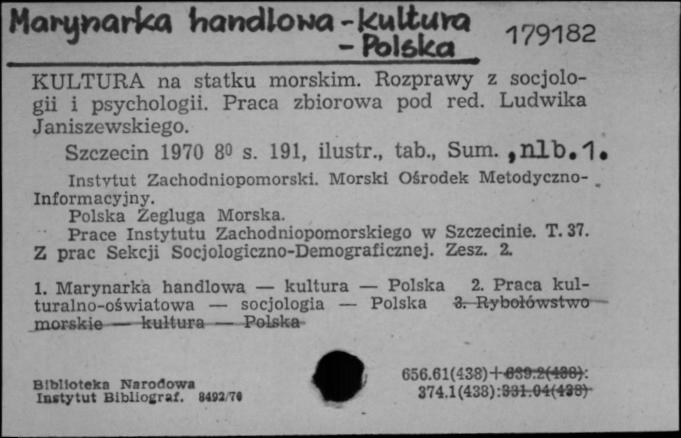 Marynarka handlowa - kultura
- Polska
179182
KULTURA na statku morskim. Rozprawy z socjolo-
gii i psychologii. Praca zbiorowa pod red. Ludwika
Janiszewskiego.
Szczecin 1970 8º s. 191, ilustr., tab., Sum. , nlb. 1.
Instytut Zachodniopomorski. Morski Ośrodek Metodyczno-
Informacyjny.
Polska Żegluga Morska.
Prace Instytutu Zachodniopomorskiego w Szczecinie. T. 37.
Z prac Sekcji Socjologiczno-Demograficznej. Zesz. 2.
1. Marynarka handlowa — kultura — Polska 2. Praca kul-
turalno-oświatowa — socjologia — Polska 3. Rybołówstwo
morskie — kultura — Polska
656.61(438)+639.2(438):
374.1(438):331.04(438)
Biblioteka Narodowa
Instytut Bibliograf. 8492/70